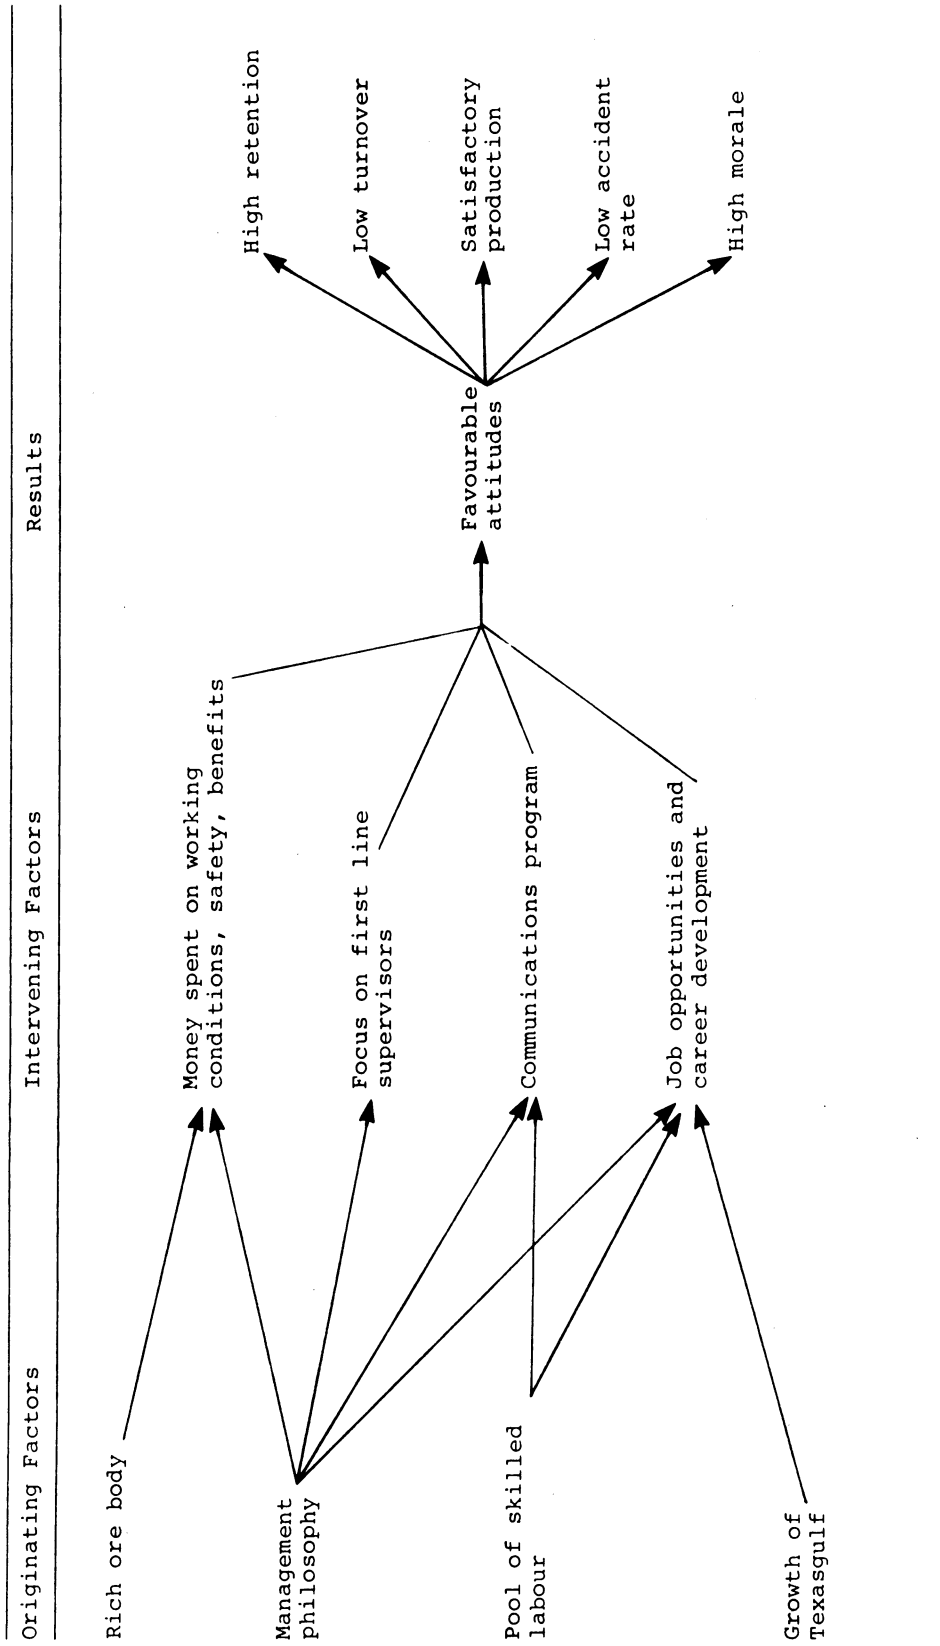 Originating Factors
Intervening Factors
Results
Rich ore body
Management
philosophy
Pool of skilled
labour
Growth of
Texasgulf
Money spent on working
conditions, safety, benefits
Focus on first line
supervisors
Communications program
Job opportunities and
career development
Favourable
attitudes
High retention
Low turnover
Satisfactory
production
Low accident
rate
High morale